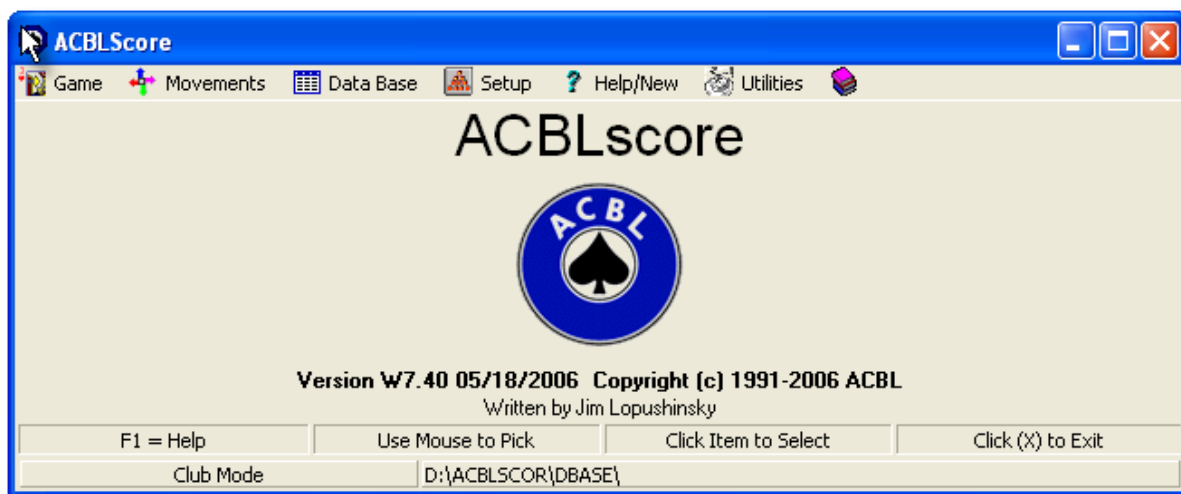 ACBLScore
Game Movements Data Base Setup Help/New Utilities
ACBLscore
ACBL
Version W7.40 05/18/2006 Copyright (c) 1991-2006 ACBL
Written by Jim Lopushinsky
F1 = Help Use Mouse to Pick Click Item to Select Click (X) to Exit
Club Mode D:\ACBLSCOR\DBASE\